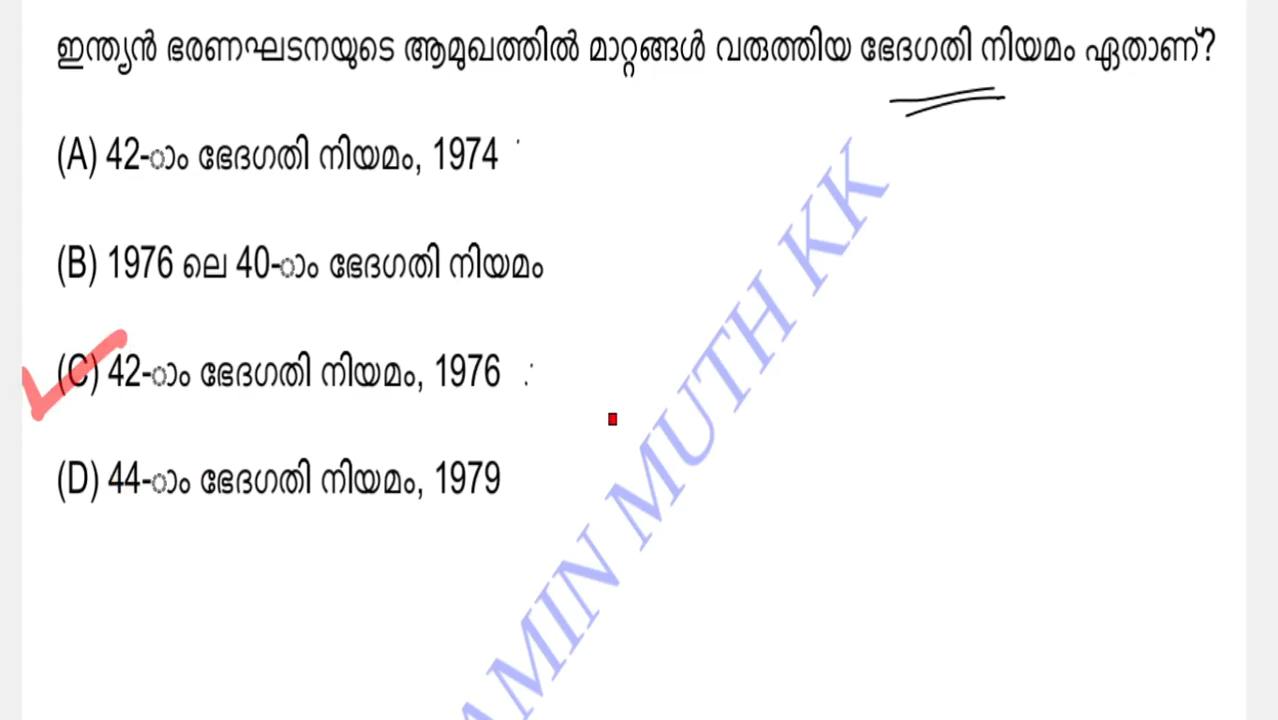 ഇന്ത്യൻ ഭരണഘടനയുടെ ആമുഖത്തിൽ മാറ്റങ്ങൾ വരുത്തിയ ഭേദഗതി നിയമം ഏതാണ്?
(A) 42-ാം ഭേദഗതി നിയമം, 1974
(B) 1976 ലെ 40-ാം ഭേദഗതി നിയമം
(C) 42-ാം ഭേദഗതി നിയമം, 1976
(D) 44-ാം ഭേദഗതി നിയമം, 1979
AMIN MUTH KK